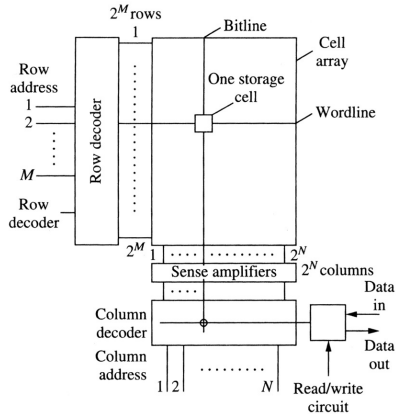 2^M rows
1
Bitline
Cell
array
Row
address
1
2
M
Row
decoder
Row decoder
One storage
cell
Wordline
2^M
1
2^N
Sense amplifiers
2^N columns
Column
decoder
Data
in
Data
out
Column
address
1
2
N
Read/write
circuit